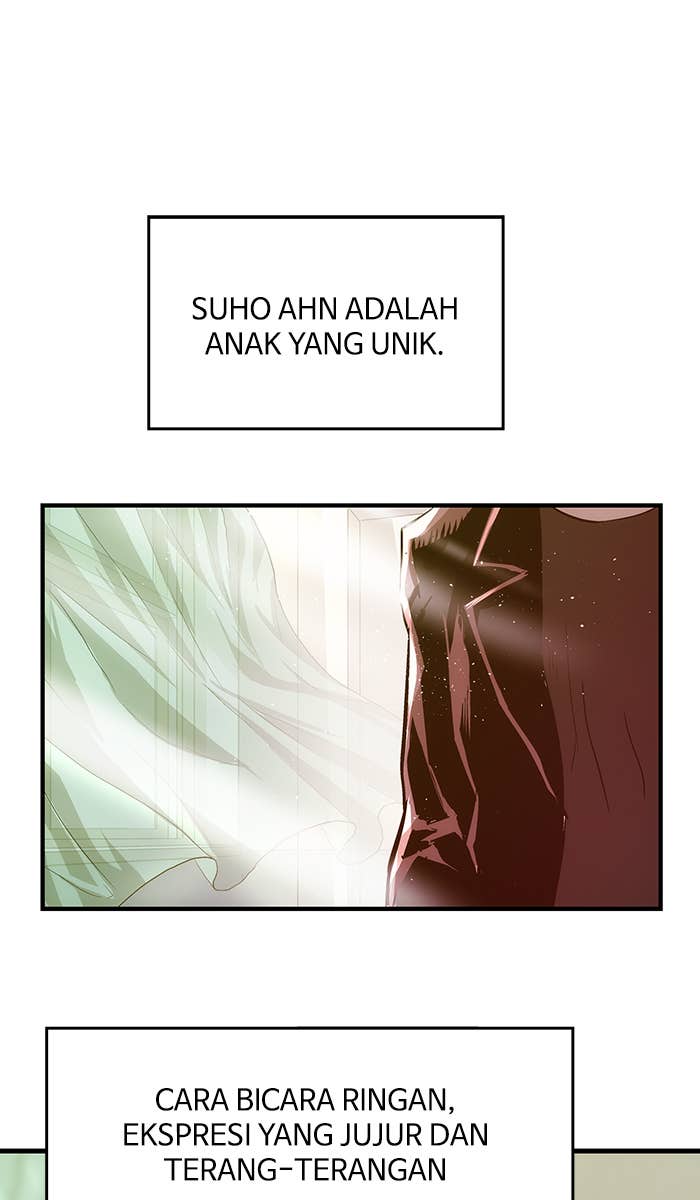 SUHO AHN ADALAH
ANAK YANG UNIK.
CARA BICARA RINGAN,
EKSPRESI YANG JUJUR DAN
TERANG-TERANGAN